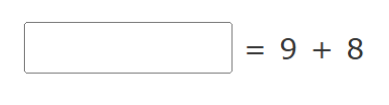 = 9 + 8